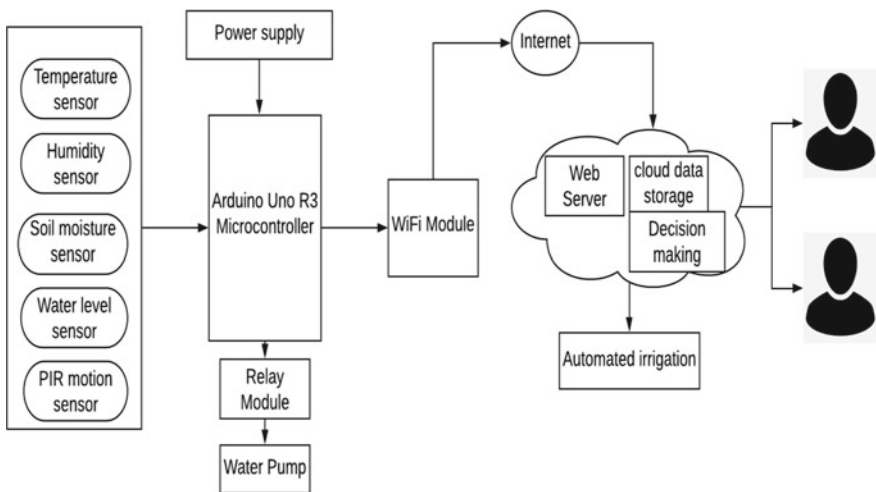 Temperature
sensor
Humidity
sensor
Soil moisture
sensor
Water level
sensor
PIR motion
sensor
Power supply
Arduino Uno R3
Microcontroller
Relay
Module
Water Pump
WiFi Module
Internet
Web
Server
cloud data
storage
Decision
making
Automated irrigation